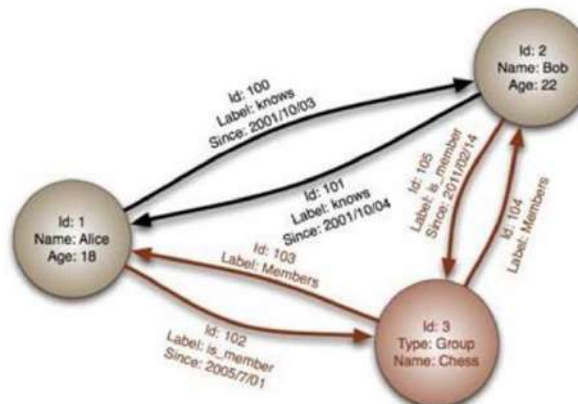 Id: 2
Name: Bob
Age: 22
Id: 100
Label: knows
Since: 2001/10/03
Id: 101
Label: knows
Since: 2001/10/04
Id: 105
Label: is_member
Since: 2011/02/14
Id: 104
Label: Members
Id: 1
Name: Alice
Age: 18
Id: 103
Label: Members
Id: 102
Label: is_member
Since: 2005/7/01
Id: 3
Type: Group
Name: Chess